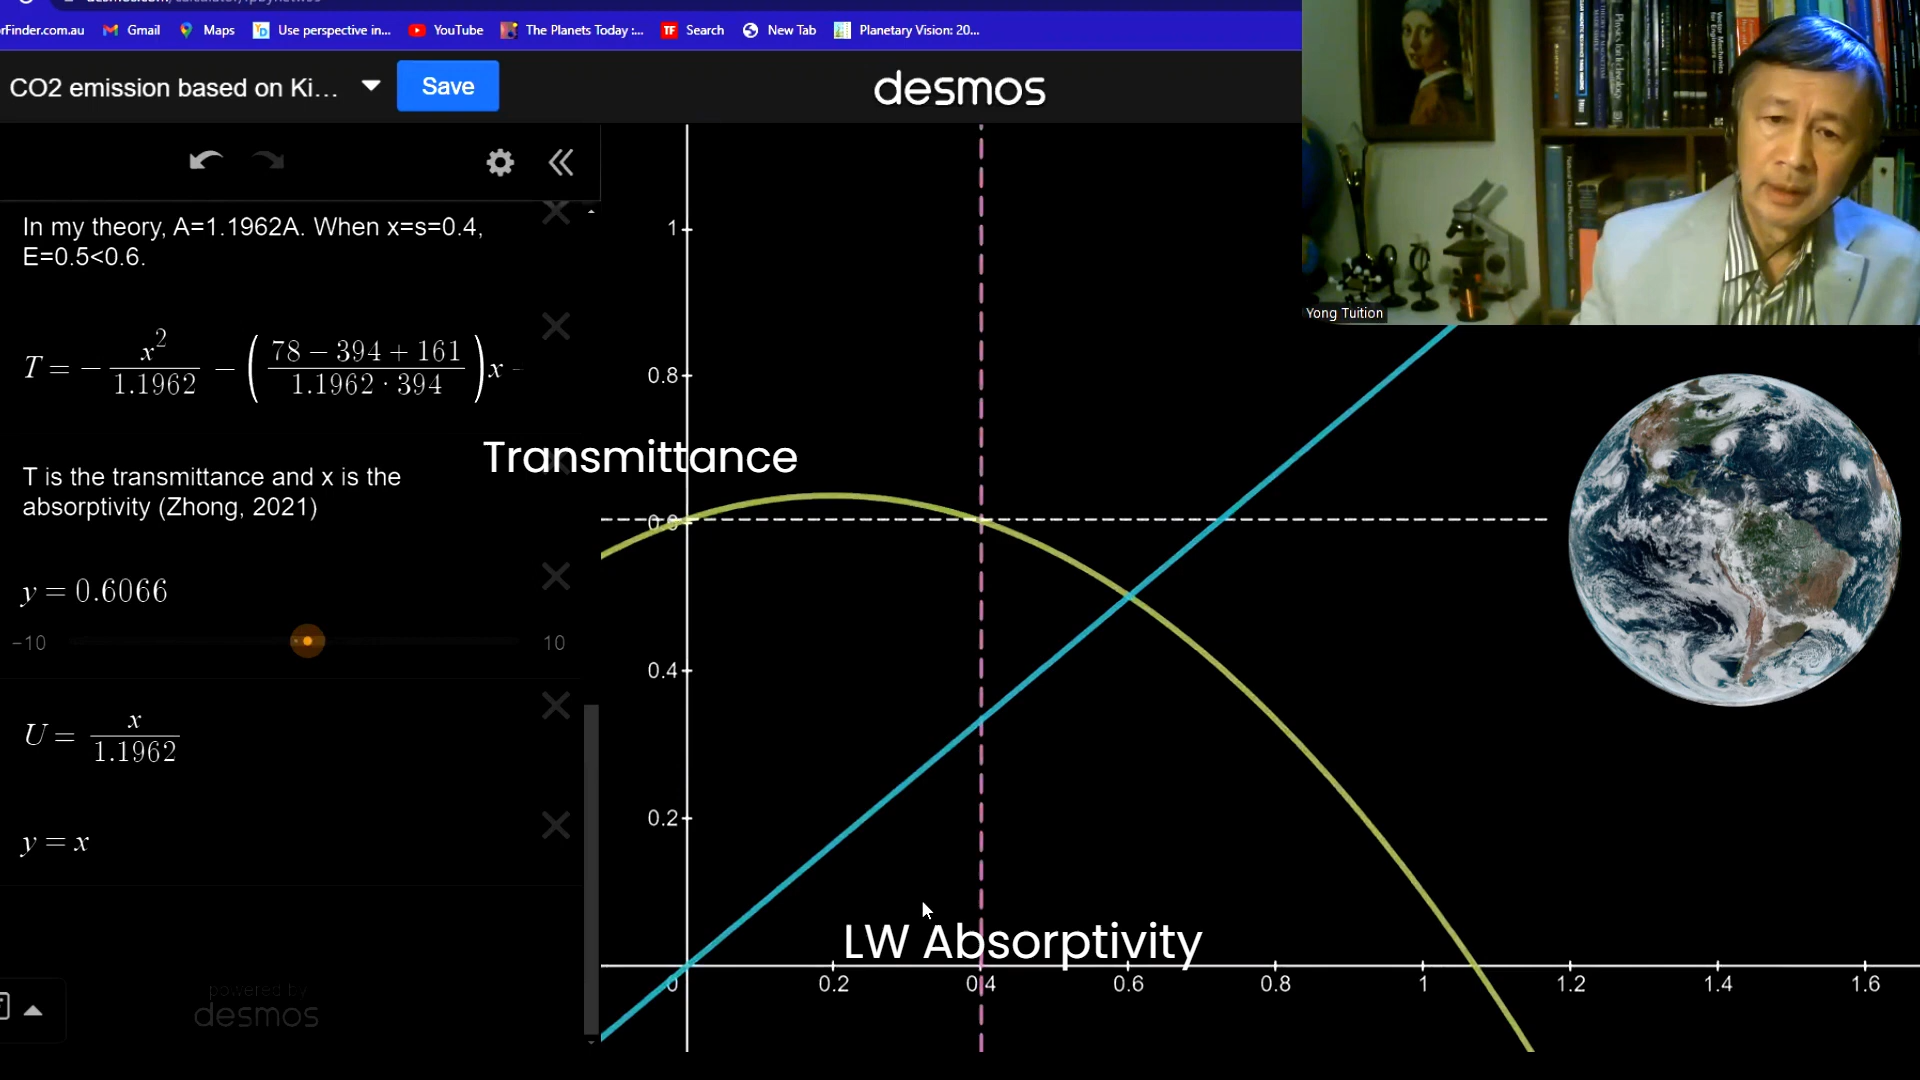 rFinder.com.au Gmail Maps Use perspective in... YouTube The Planets Today :... Search New Tab Planetary Vision: 20...
CO2 emission based on Ki... Save desmos
In my theory, A=1.1962A. When x=s=0.4,
E=0.5<0.6.
T = − x²/1.1962 − ((78 − 394 + 161)/(1.1962 · 394))x −
T is the transmittance and x is the
absorptivity (Zhong, 2021)
y = 0.6066
−10 10
U = x/1.1962
y = x
powered by
desmos
Transmittance
LW Absorptivity
1
0.8
0.6
0.4
0.2
0 0.2 0.4 0.6 0.8 1 1.2 1.4 1.6
Yong Tuition